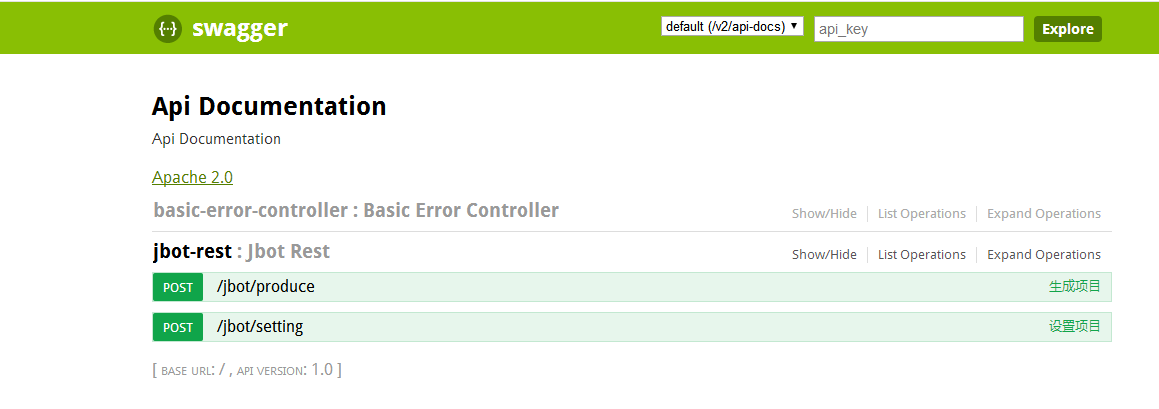 {··} swagger default (/v2/api-docs) api_key Explore
Api Documentation
Api Documentation
Apache 2.0
basic-error-controller : Basic Error Controller Show/Hide List Operations Expand Operations
jbot-rest : Jbot Rest Show/Hide List Operations Expand Operations
POST /jbot/produce 生成项目
POST /jbot/setting 设置项目
[ BASE URL: / , API VERSION: 1.0 ]